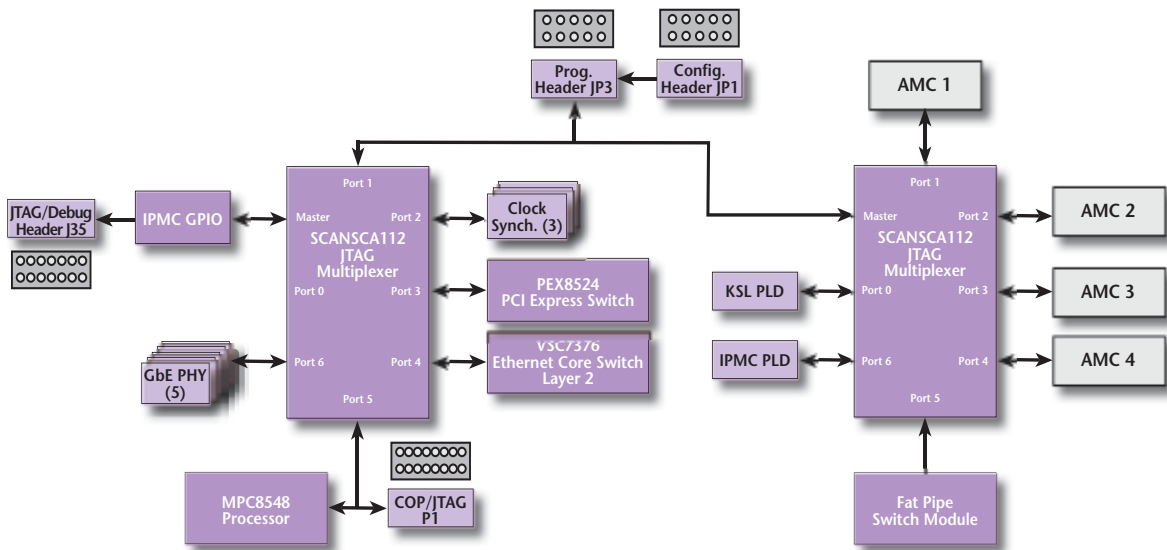 Prog.
Header JP3
Config.
Header JP1
AMC 1
JTAG/Debug
Header J35
IPMC GPIO
Port 1
Master
Port 2
SCANSCA112
JTAG
Multiplexer
Port 0
Port 3
Port 6
Port 4
Port 5
Clock
Synch. (3)
PEX8524
PCI Express Switch
VSC7376
Ethernet Core Switch
Layer 2
GbE PHY
(5)
MPC8548
Processor
COP/JTAG
P1
Port 1
Master
Port 2
SCANSCA112
JTAG
Multiplexer
Port 0
Port 3
Port 6
Port 4
Port 5
KSL PLD
IPMC PLD
AMC 2
AMC 3
AMC 4
Fat Pipe
Switch Module